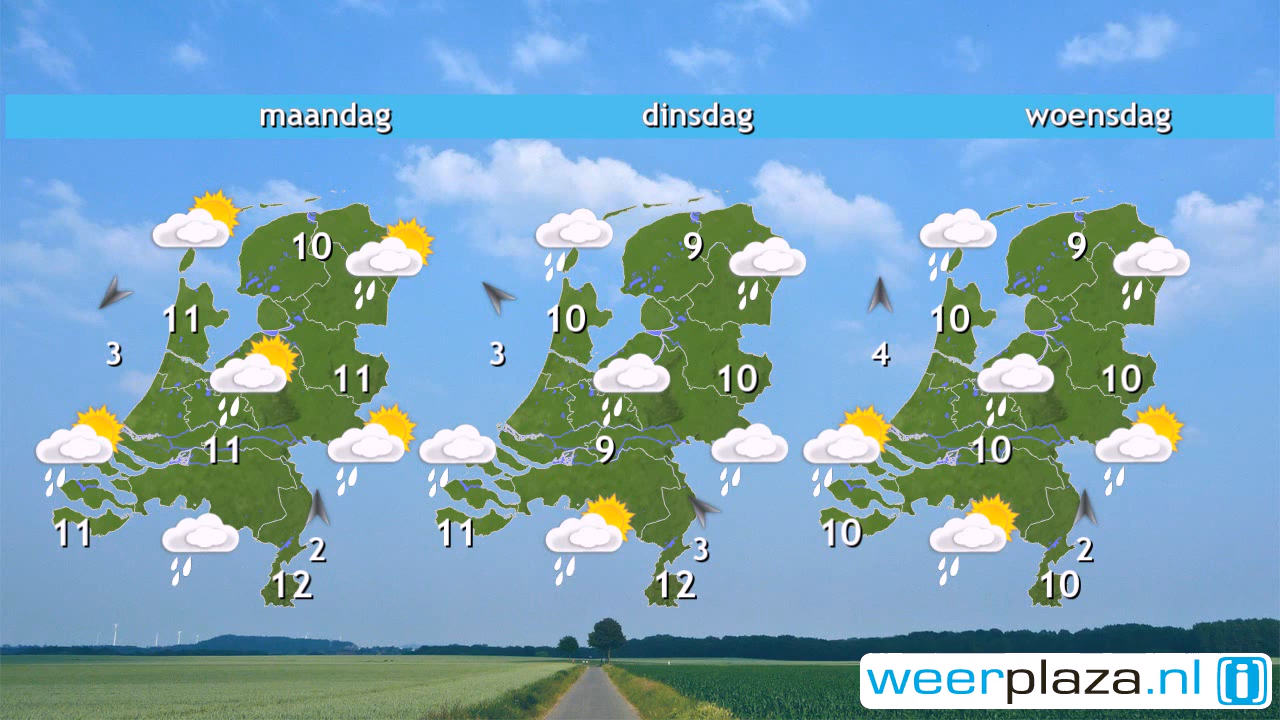 maandag dinsdag woensdag
10 9 9
11 10 10
3 3 4
11 10 10
11 9 10
11 11 10
2 3 2
12 12 10
weerplaza.nl i